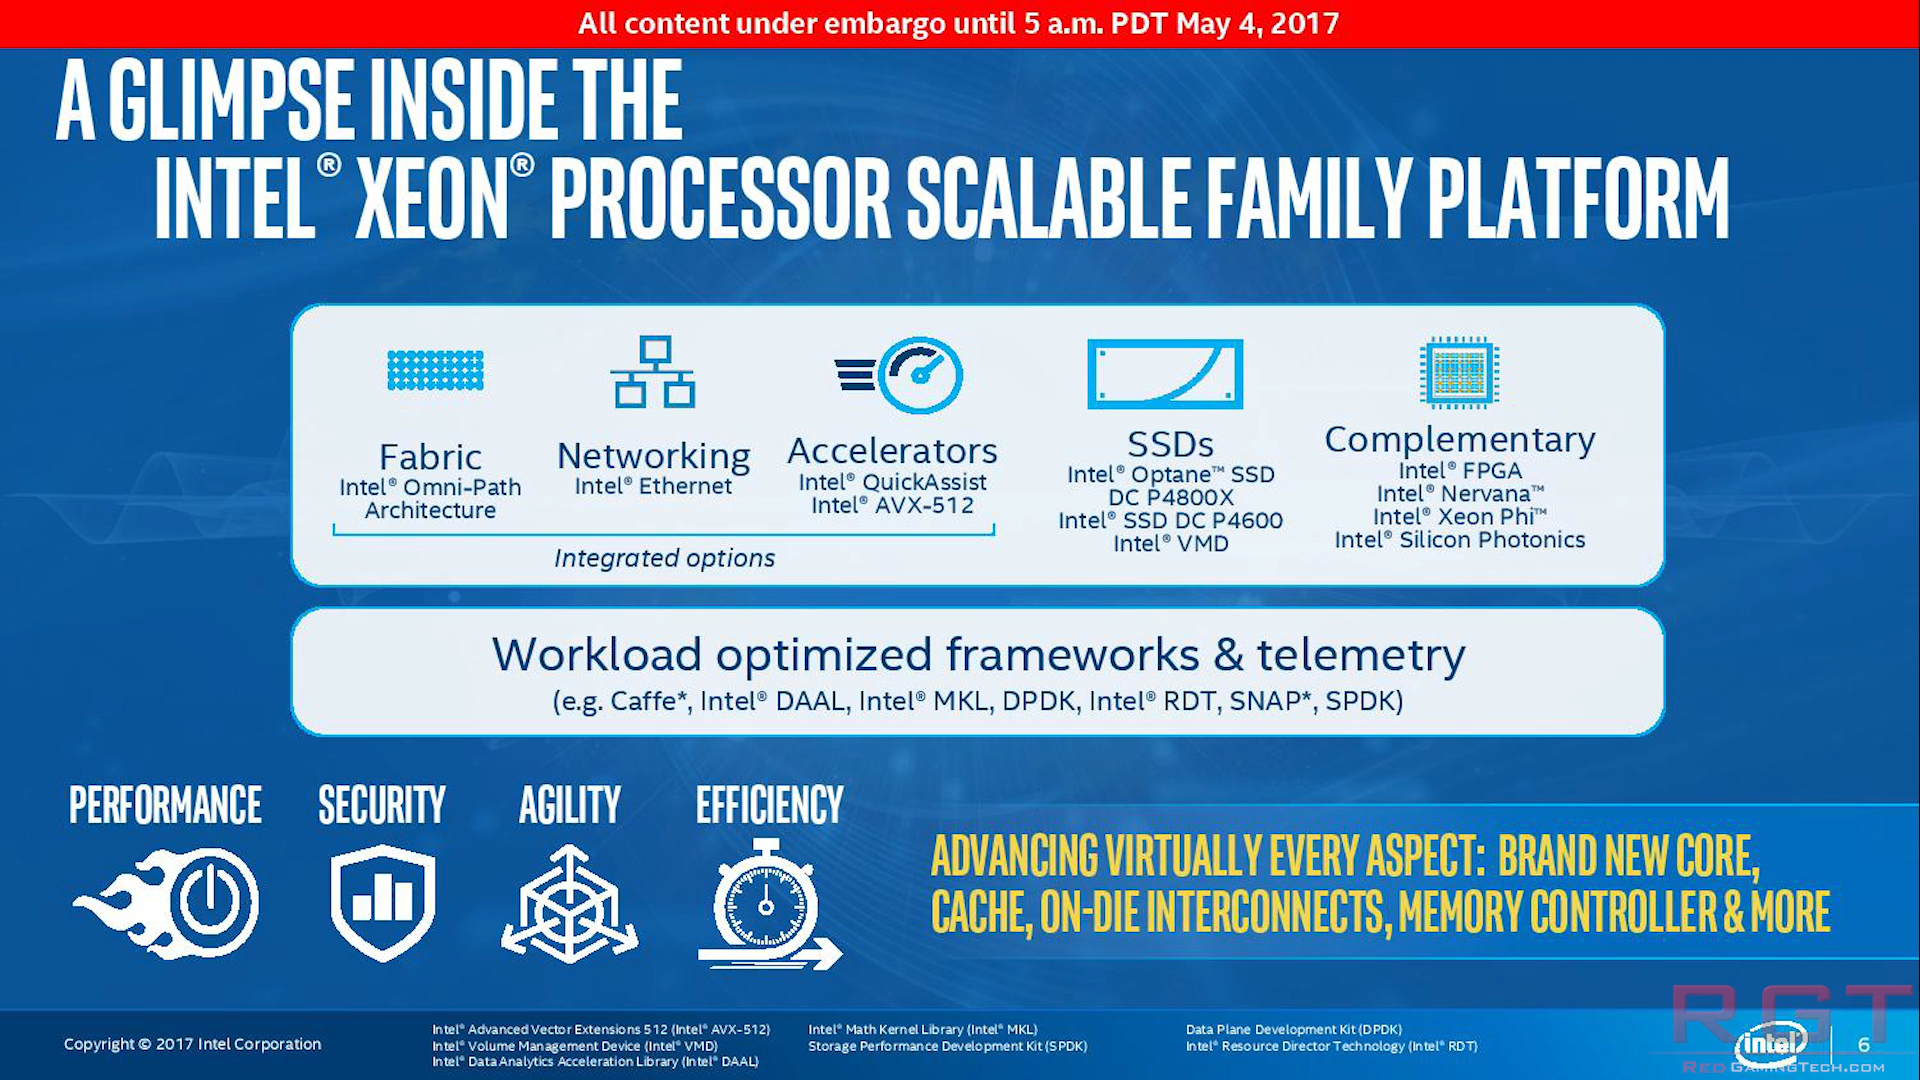 All content under embargo until 5 a.m. PDT May 4, 2017
A GLIMPSE INSIDE THE
INTEL® XEON® PROCESSOR SCALABLE FAMILY PLATFORM
Fabric
Intel® Omni-Path
Architecture
Networking
Intel® Ethernet
Accelerators
Intel® QuickAssist
Intel® AVX-512
Integrated options
SSDs
Intel® Optane™ SSD
DC P4800X
Intel® SSD DC P4600
Intel® VMD
Complementary
Intel® FPGA
Intel® Nervana™
Intel® Xeon Phi™
Intel® Silicon Photonics
Workload optimized frameworks & telemetry
(e.g. Caffe*, Intel® DAAL, Intel® MKL, DPDK, Intel® RDT, SNAP*, SPDK)
PERFORMANCE
SECURITY
AGILITY
EFFICIENCY
ADVANCING VIRTUALLY EVERY ASPECT: BRAND NEW CORE,
CACHE, ON-DIE INTERCONNECTS, MEMORY CONTROLLER & MORE
Copyright © 2017 Intel Corporation
Intel® Advanced Vector Extensions 512 (Intel® AVX-512)
Intel® Volume Management Device (Intel® VMD)
Intel® Data Analytics Acceleration Library (Intel® DAAL)
Intel® Math Kernel Library (Intel® MKL)
Storage Performance Development Kit (SPDK)
Data Plane Development Kit (DPDK)
Intel® Resource Director Technology (Intel® RDT)
RGT
intel
6
REDGAMINGTECH.COM